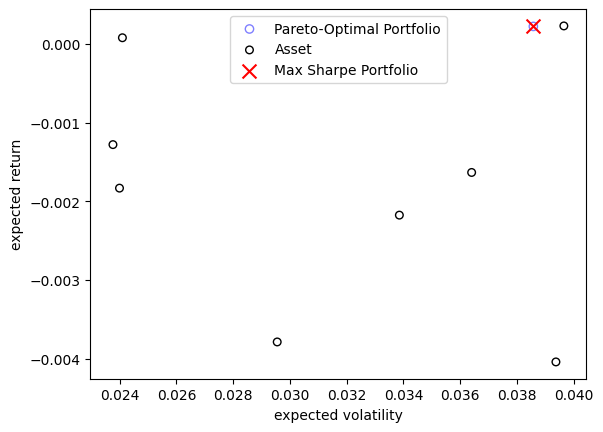 Pareto-Optimal Portfolio
Asset
Max Sharpe Portfolio
0.000
−0.001
−0.002
−0.003
−0.004
expected return
0.024 0.026 0.028 0.030 0.032 0.034 0.036 0.038 0.040
expected volatility